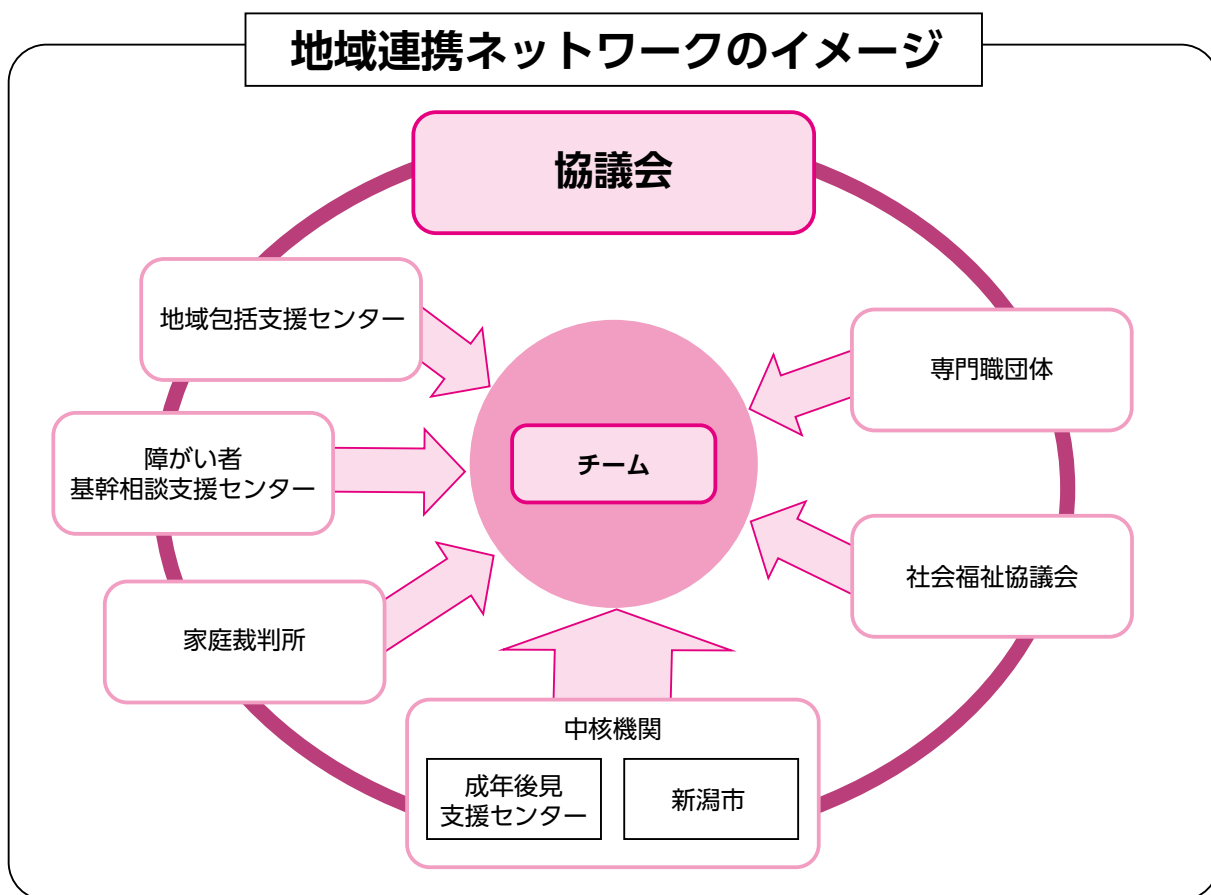 地域連携ネットワークのイメージ
協議会
地域包括支援センター
専門職団体
障がい者
基幹相談支援センター
チーム
社会福祉協議会
家庭裁判所
中核機関
成年後見
支援センター
新潟市